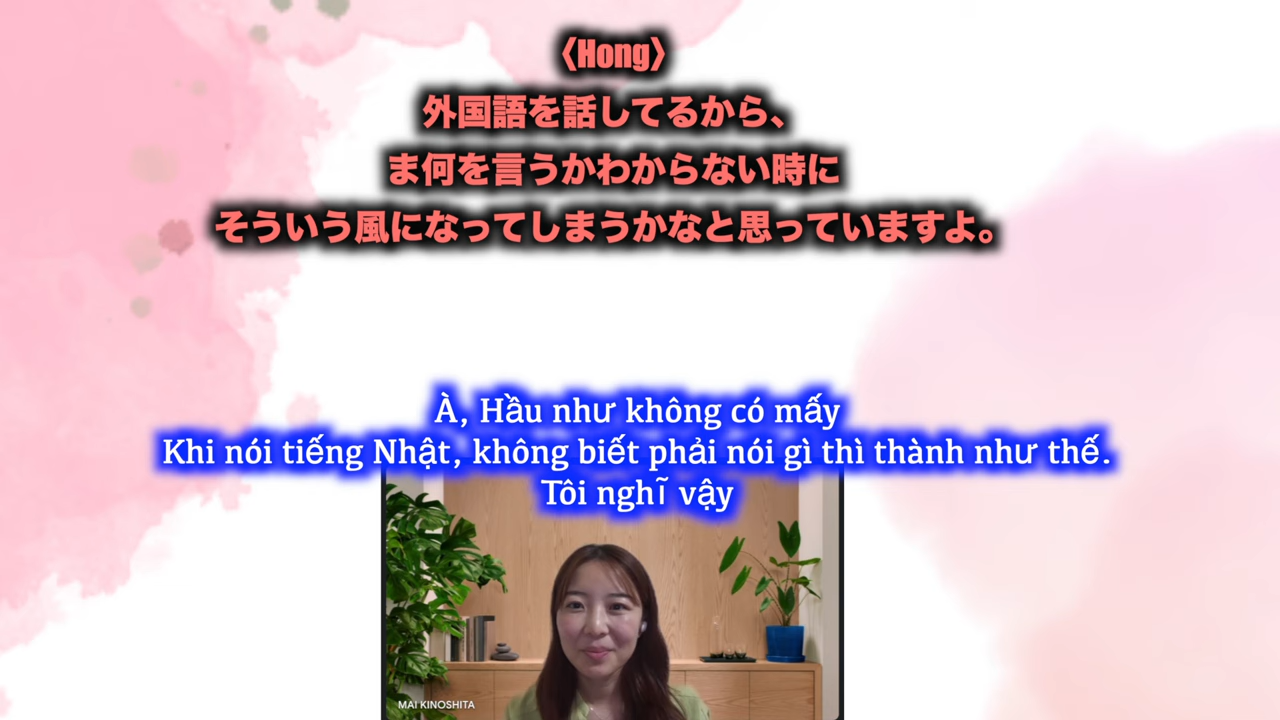 〈Hong〉
外国語を話してるから、
ま何を言うかわからない時に
そういう風になってしまうかなと思っていますよ。
À, Hầu như không có mấy
Khi nói tiếng Nhật, không biết phải nói gì thì thành như thế.
Tôi nghĩ vậy
MAI KINOSHITA